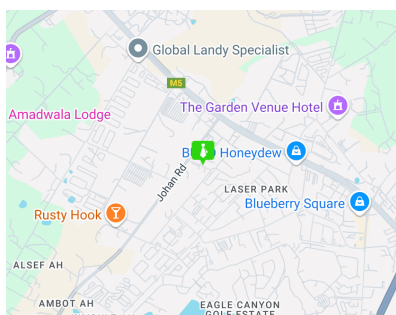 Global Landy Specialist
M5
The Garden Venue Hotel
Amadwala Lodge
Honeydew
Johan Rd
LASER PARK
Blueberry Square
Rusty Hook
ALSEF AH
AMBOT AH
EAGLE CANYON
GOLF ESTATE